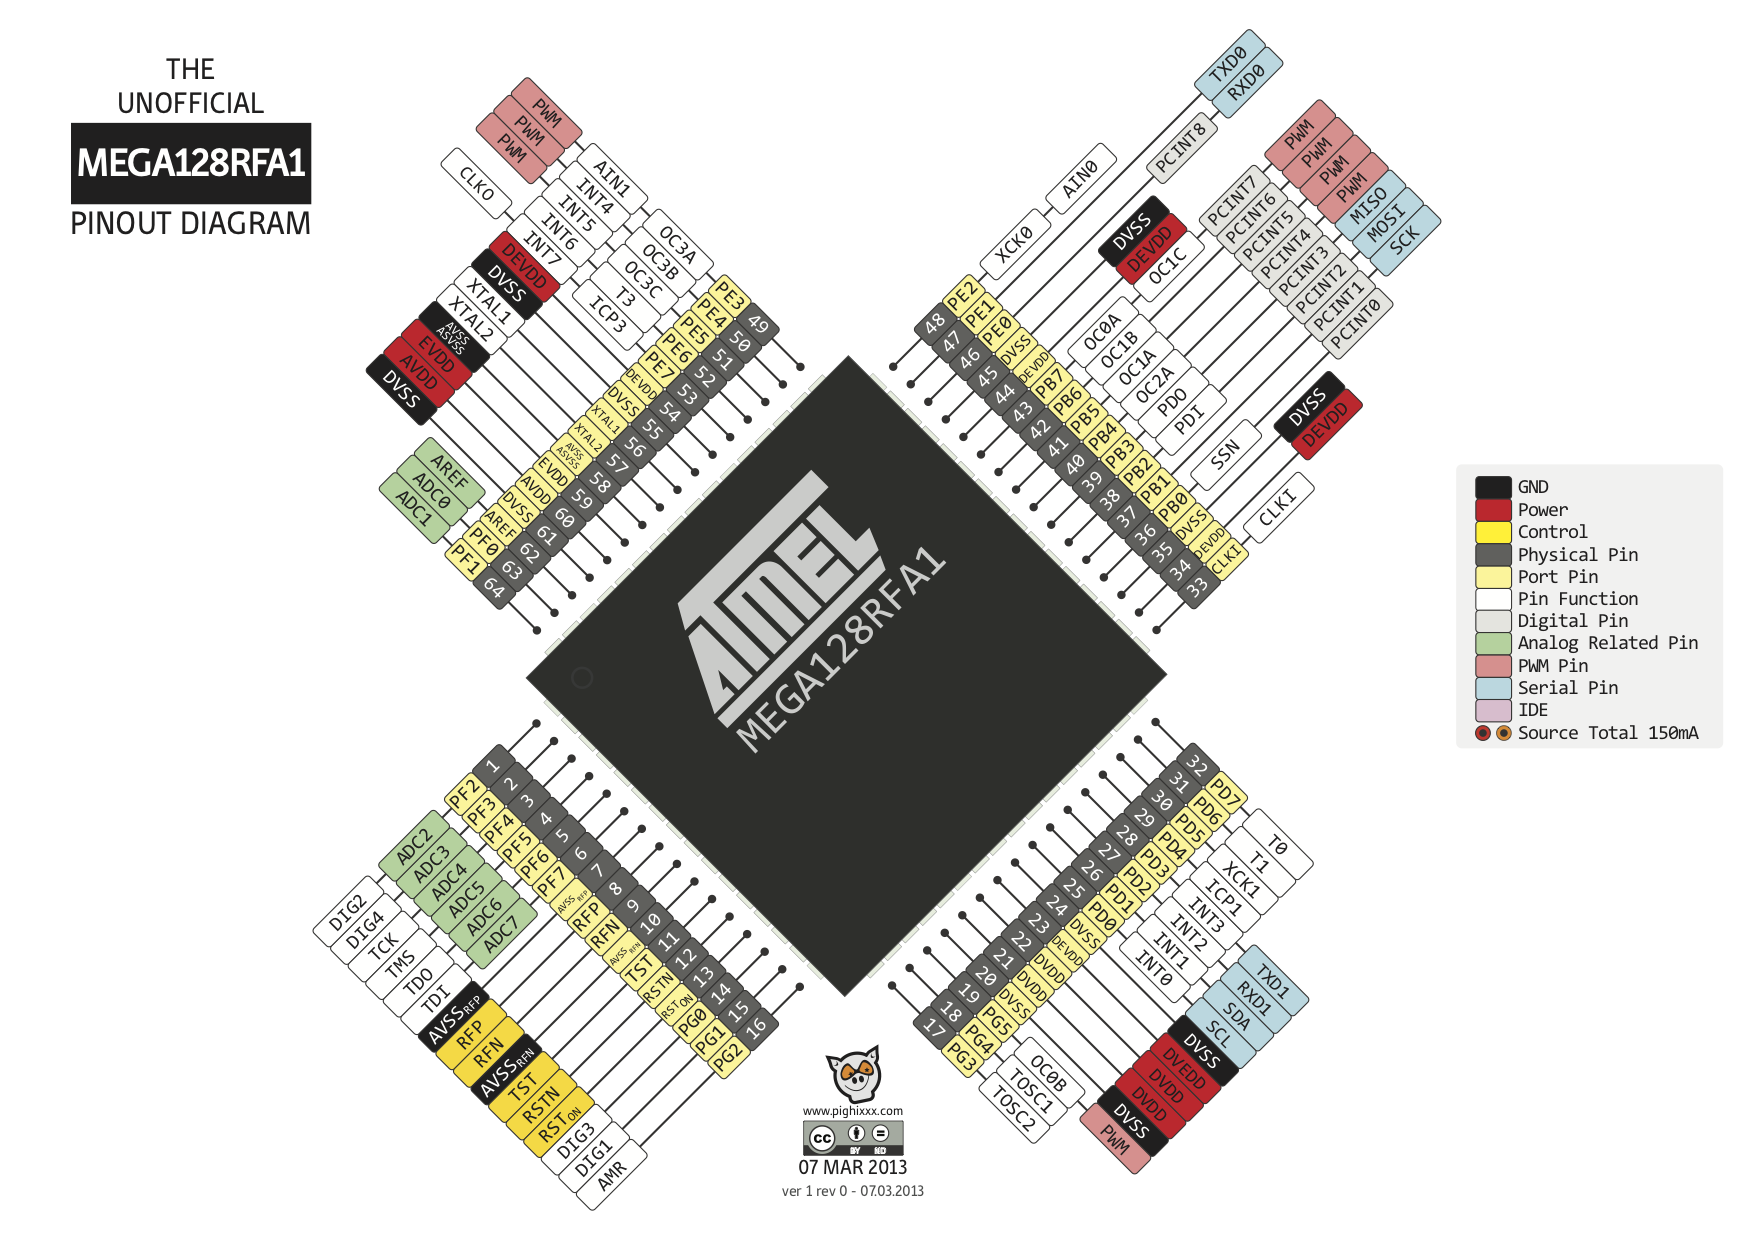 THE
UNOFFICIAL
MEGA128RFA1
PINOUT DIAGRAM
PWM
PWM
PWM
CLKO
AIN1
INT4
INT5
INT6
INT7
OC3A
OC3B
OC3C
T3
ICP3
DEVDD
DVSS
XTAL1
XTAL2
AVSS
ASVSS
EVDD
AVDD
DVSS
AREF
ADC0
ADC1
PE3 49
PE4 50
PE5 51
PE6 52
PE7 53
DEVDD 54
DVSS 55
XTAL1 56
XTAL2 57
AVSS ASVSS 58
EVDD 59
AVDD 60
DVSS 61
AREF 62
PF0 63
PF1 64
TXD0
RXD0
PCINT8
AIN0
XCK0
DVSS
DEVDD
OC1C
PWM
PWM
PWM
PWM
MISO
MOSI
SCK
PCINT7
PCINT6
PCINT5
PCINT4
PCINT3
PCINT2
PCINT1
PCINT0
OC0A
OC1B
OC1A
OC2A
PDO
PDI
SSN
DVSS
DEVDD
CLKI
48 PE2
47 PE1
46 PE0
45 DVSS
44 DEVDD
43 PB7
42 PB6
41 PB5
40 PB4
39 PB3
38 PB2
37 PB1
36 PB0
35 DVSS
34 DEVDD
33 CLKI
ATMEL
MEGA128RFA1
GND
Power
Control
Physical Pin
Port Pin
Pin Function
Digital Pin
Analog Related Pin
PWM Pin
Serial Pin
IDE
Source Total 150mA
1 PF2
2 PF3
3 PF4
4 PF5
5 PF6
6 PF7
7 AVSS RFP
8 RFP
9 RFN
10 AVSS RFN
11 TST
12 RSTN
13 RSTON
14 PG0
15 PG1
16 PG2
ADC2
ADC3
ADC4
ADC5
ADC6
ADC7
DIG2
DIG4
TCK
TMS
TDO
TDI
AVSSRFP
RFP
RFN
AVSSRFN
TST
RSTN
RSTON
DIG3
DIG1
AMR
32 PD7
31 PD6
30 PD5
29 PD4
28 PD3
27 PD2
26 PD1
25 PD0
24 DVSS
23 DEVDD
22 DVDD
21 DVDD
20 DVSS
19 PG5
18 PG4
17 PG3
T0
T1
XCK1
ICP1
INT3
INT2
INT1
INT0
TXD1
RXD1
SDA
SCL
DVSS
DVEDD
DVDD
DVDD
DVSS
PWM
OC0B
TOSC1
TOSC2
www.pighixxx.com
cc BY ND
07 MAR 2013
ver 1 rev 0 - 07.03.2013